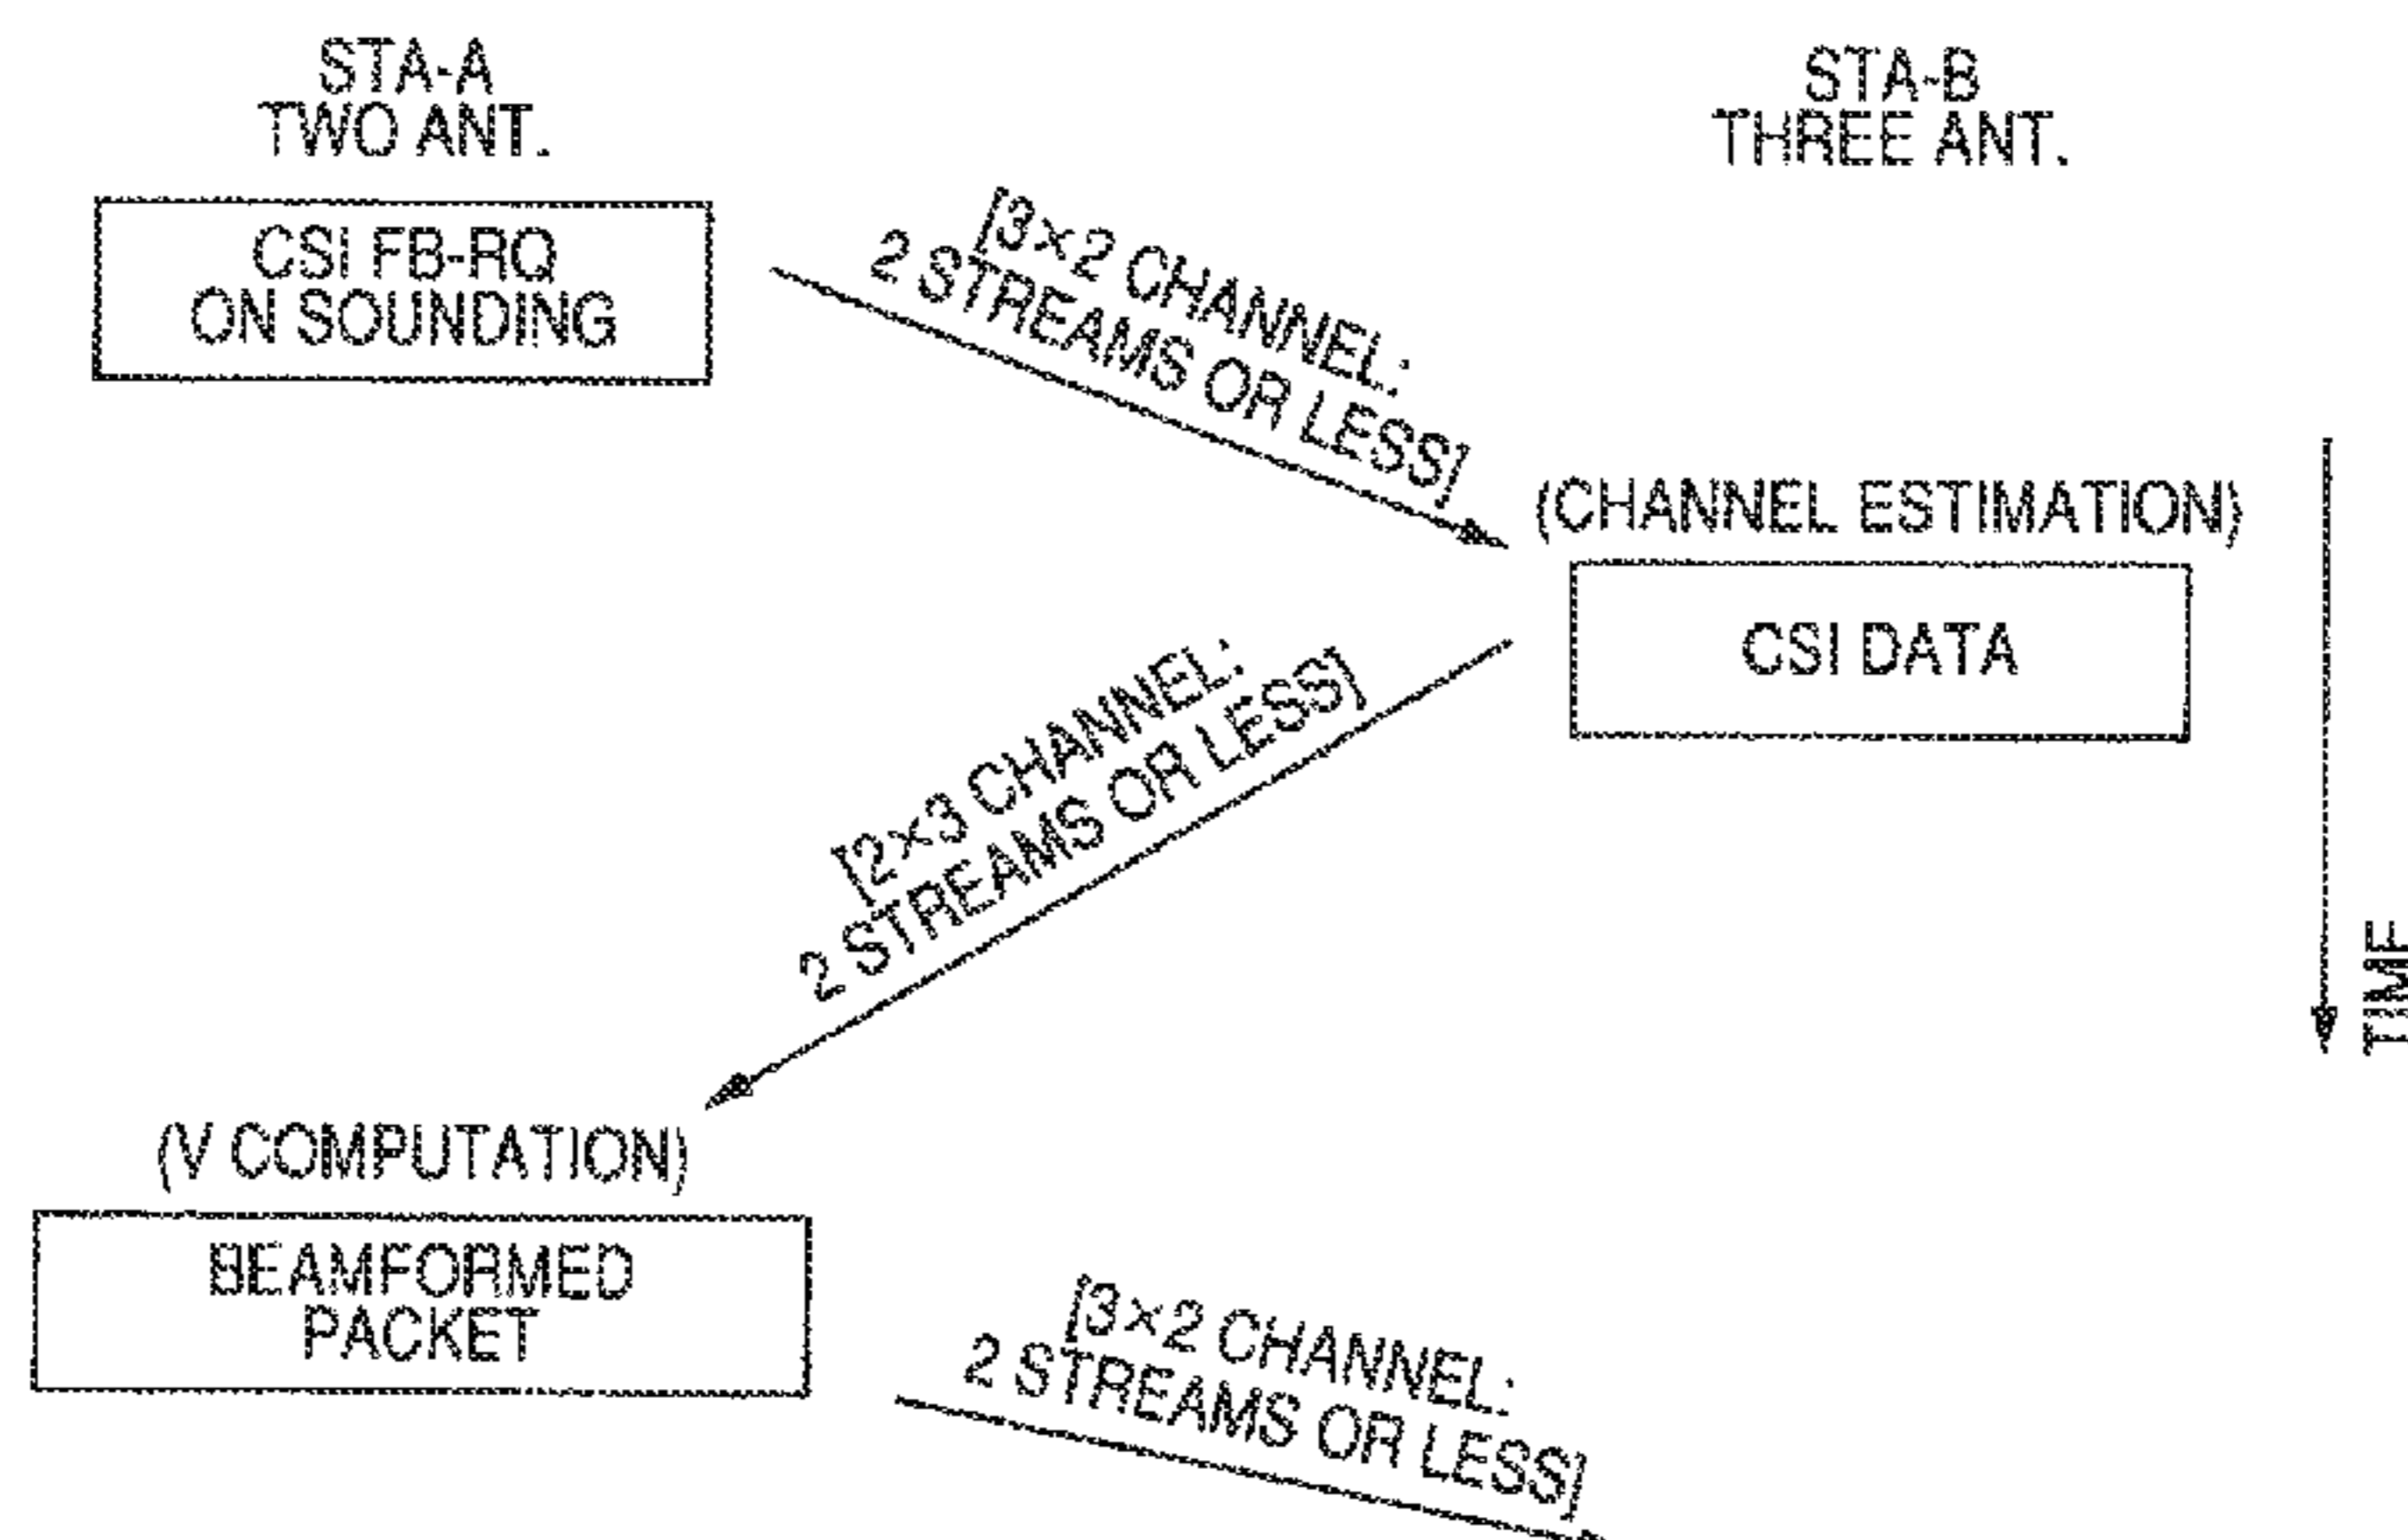 STA-A
TWO ANT.
STA-B
THREE ANT.
CSI FB-RQ
ON SOUNDING
[3×2 CHANNEL:
2 STREAMS OR LESS]
(CHANNEL ESTIMATION)
CSI DATA
[2×3 CHANNEL:
2 STREAMS OR LESS]
TIME
(V COMPUTATION)
BEAMFORMED
PACKET
[3×2 CHANNEL:
2 STREAMS OR LESS]